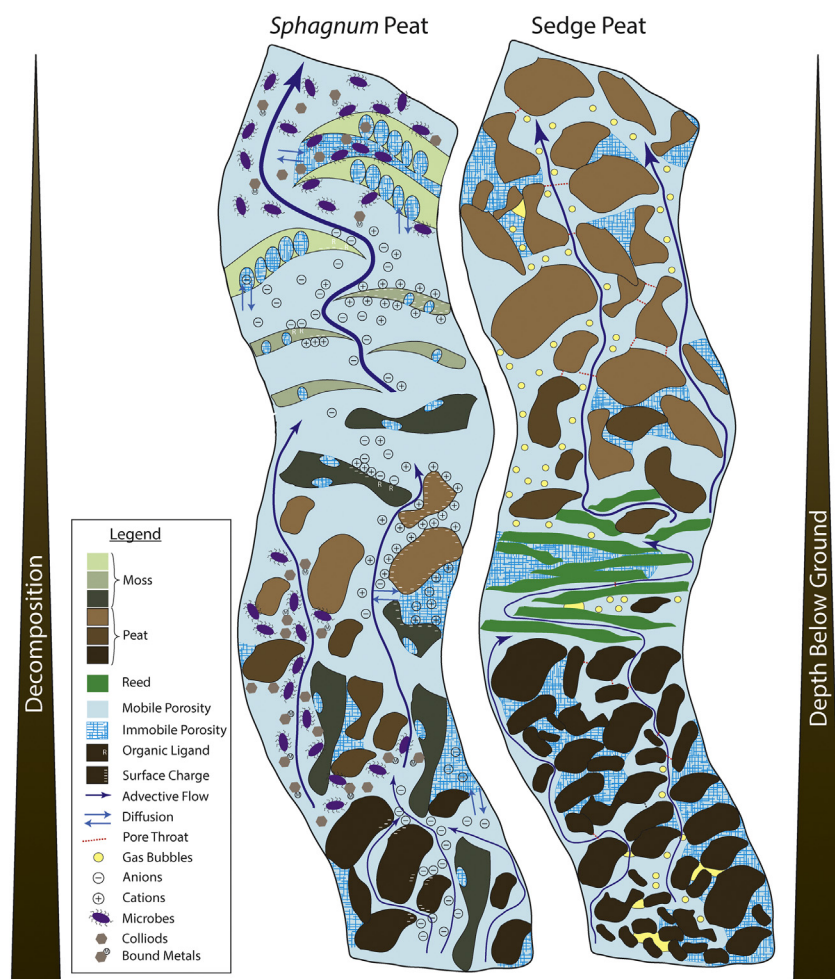 Sphagnum Peat
Sedge Peat
Decomposition
Depth Below Ground
Legend
Moss
Peat
Reed
Mobile Porosity
Immobile Porosity
R
Organic Ligand
Surface Charge
Advective Flow
Diffusion
Pore Throat
Gas Bubbles
Anions
Cations
Microbes
Colliods
M
Bound Metals